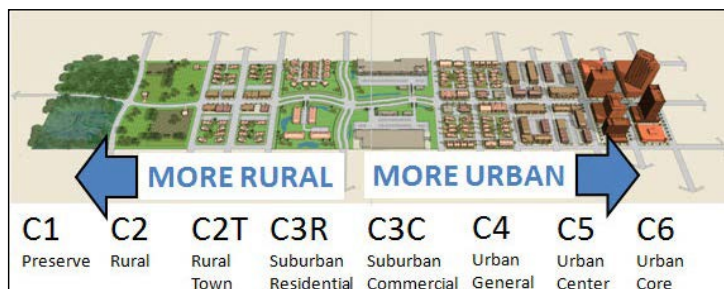 MORE RURAL MORE URBAN
C1 C2 C2T C3R C3C C4 C5 C6
Preserve Rural Rural Suburban Suburban Urban Urban Urban
Town Residential Commercial General Center Core